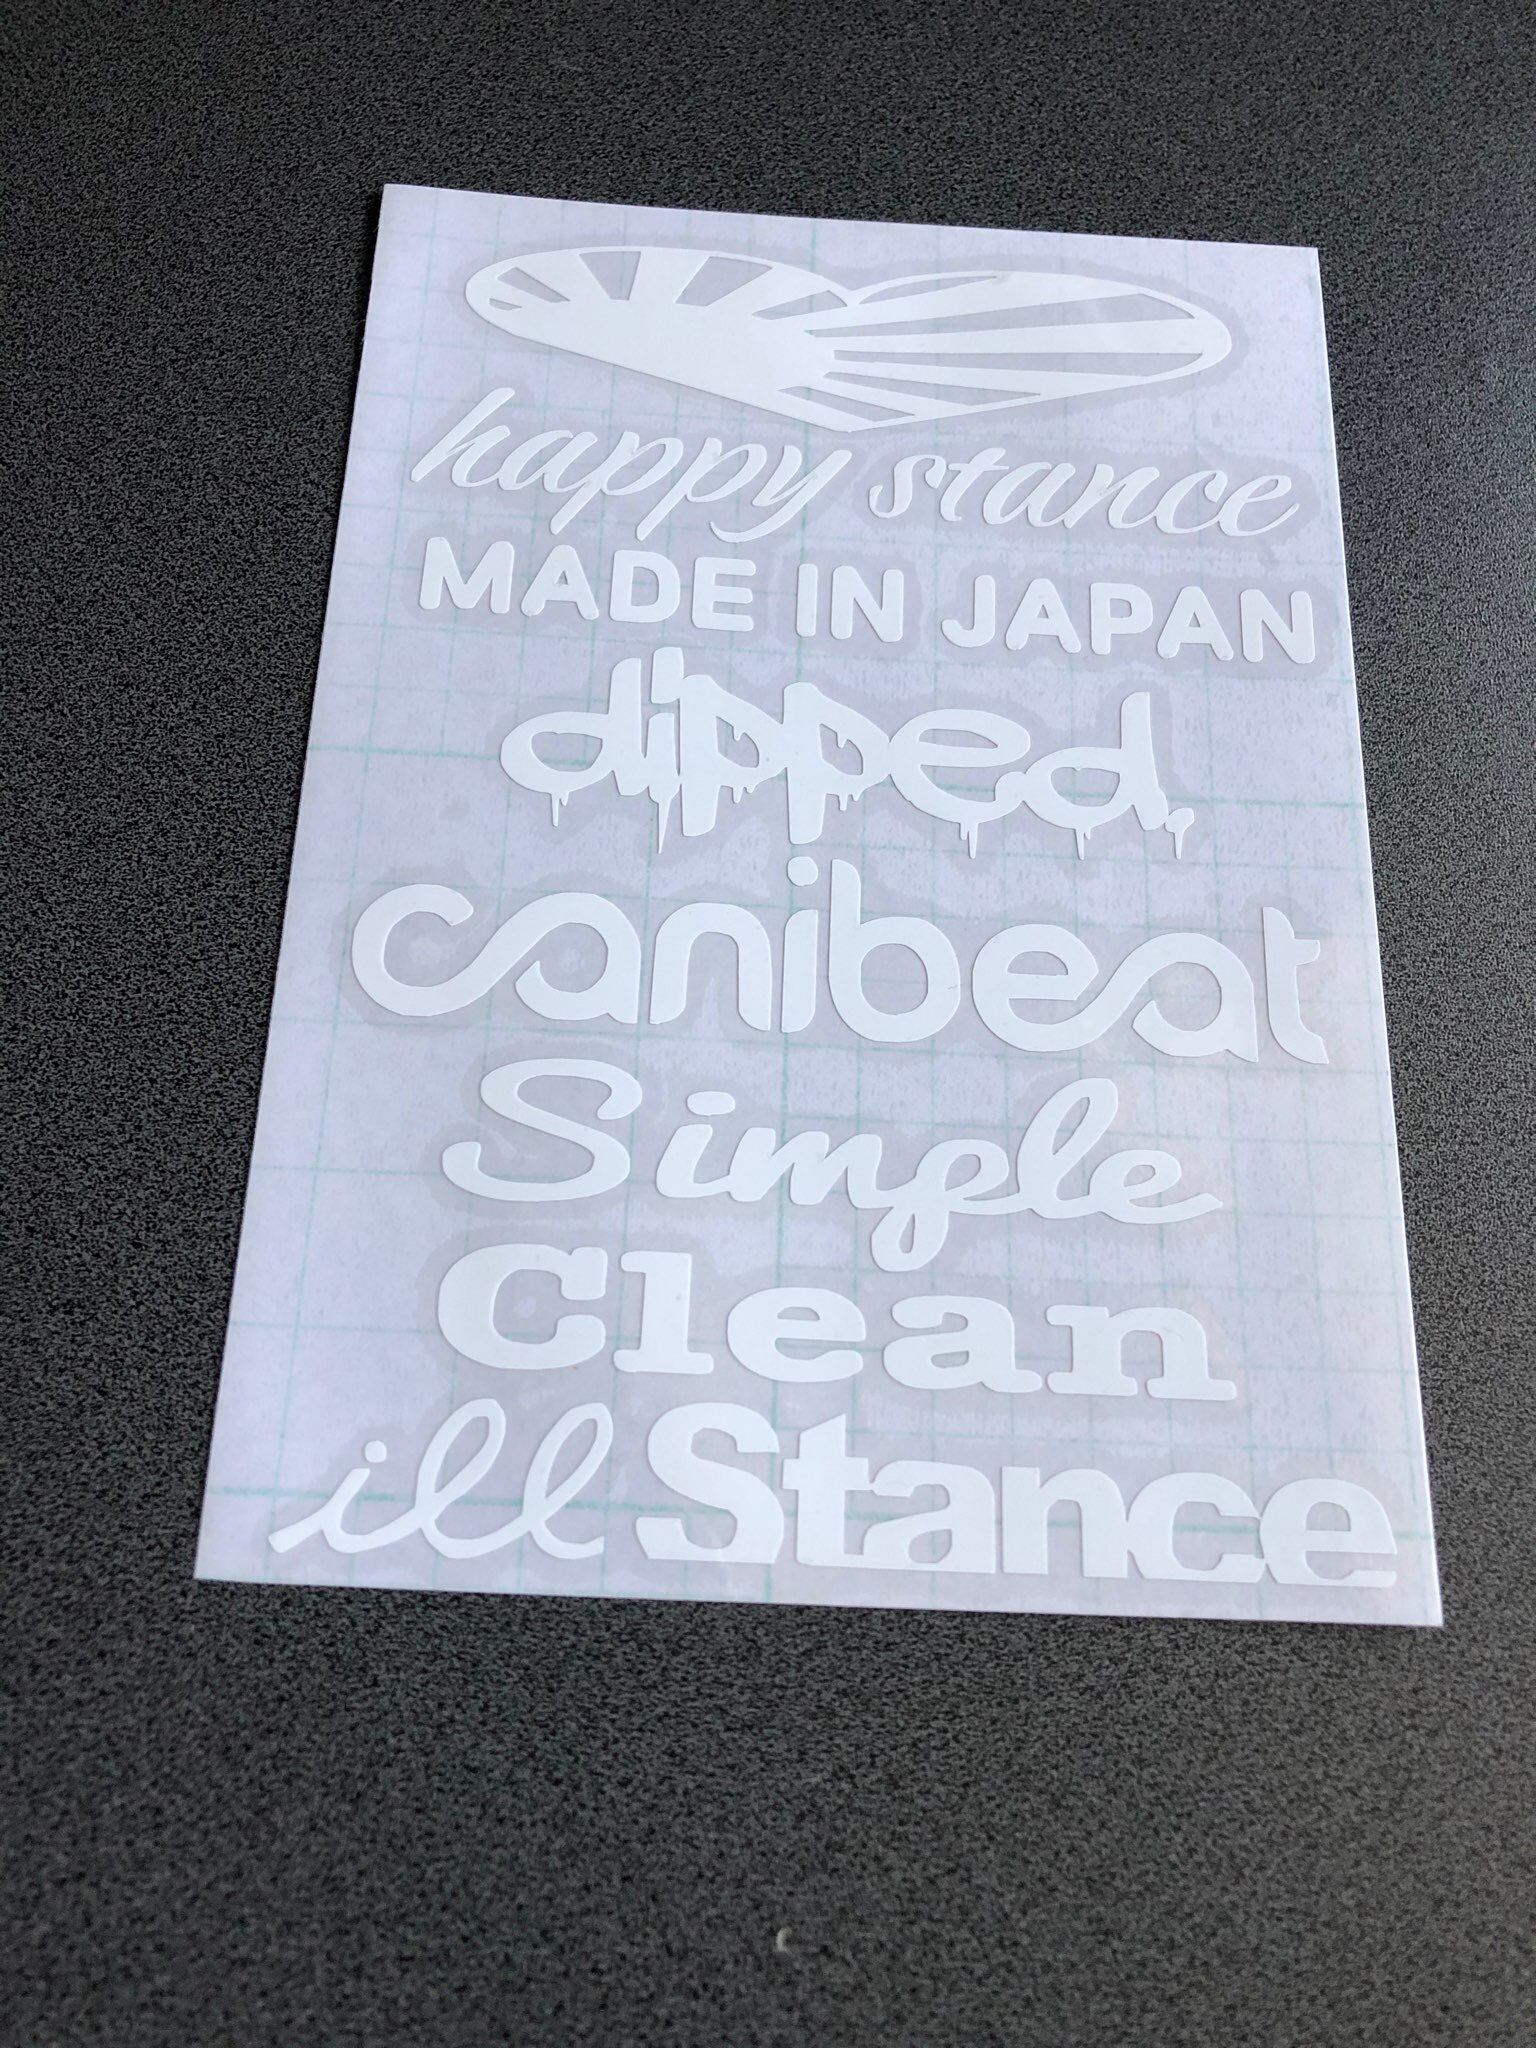 happy stance
MADE IN JAPAN
dipped.
canibeat
Simple
Clean
ill Stance